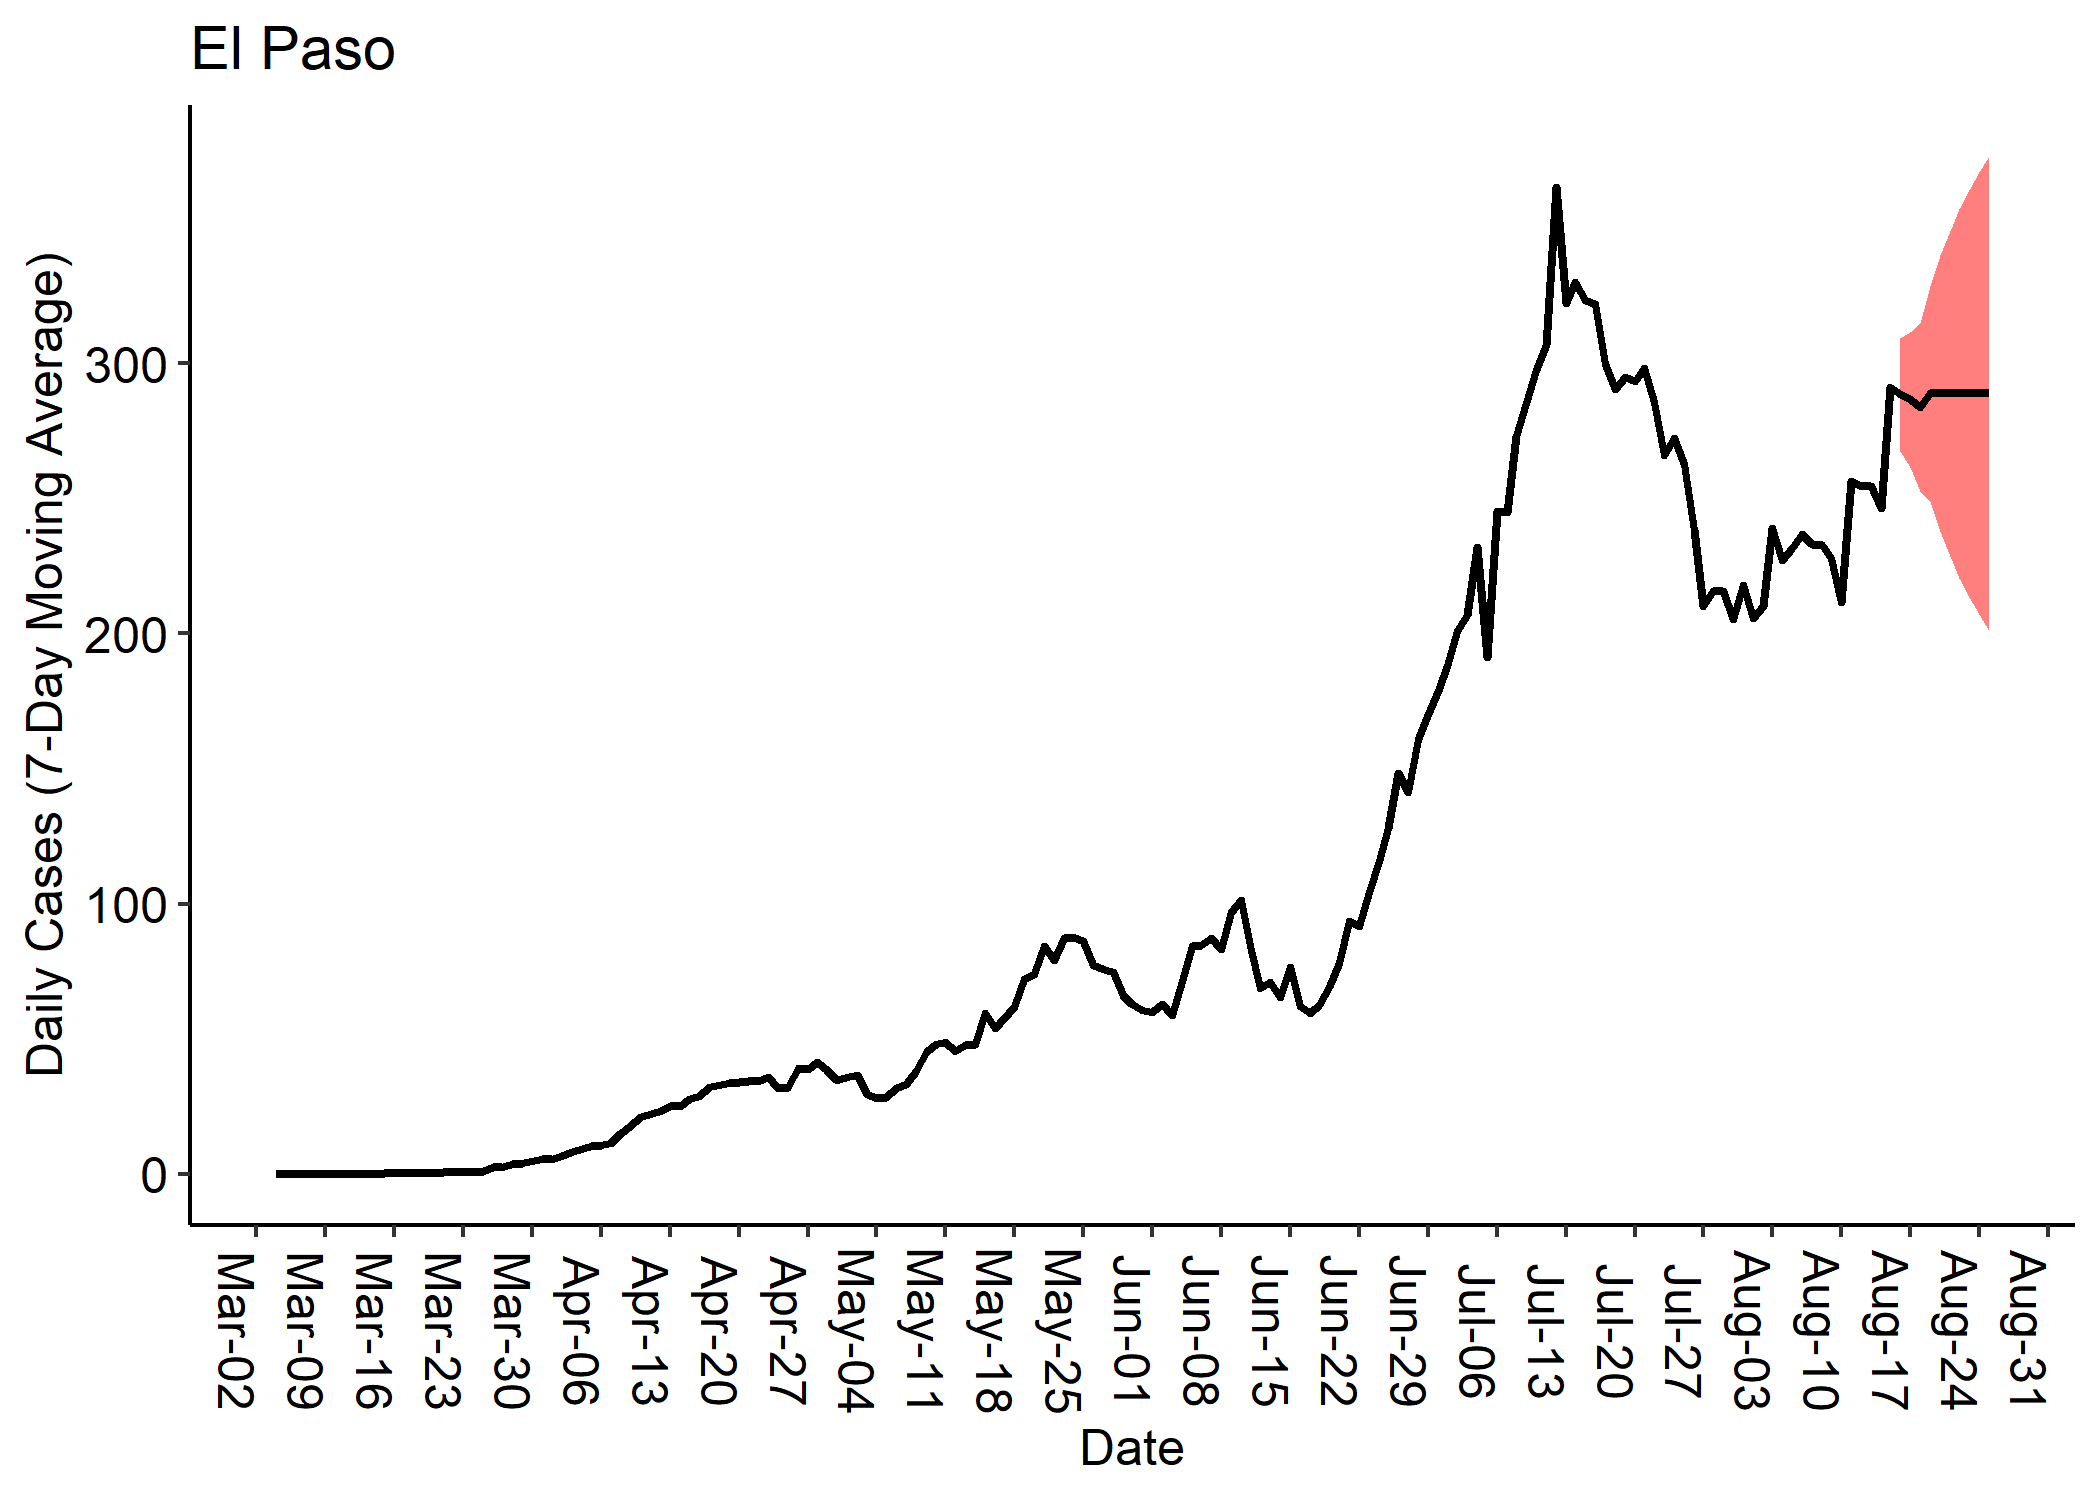 El Paso
Daily Cases (7-Day Moving Average)
300
200
100
0
Mar-02
Mar-09
Mar-16
Mar-23
Mar-30
Apr-06
Apr-13
Apr-20
Apr-27
May-04
May-11
May-18
May-25
Jun-01
Jun-08
Jun-15
Jun-22
Jun-29
Jul-06
Jul-13
Jul-20
Jul-27
Aug-03
Aug-10
Aug-17
Aug-24
Aug-31
Date